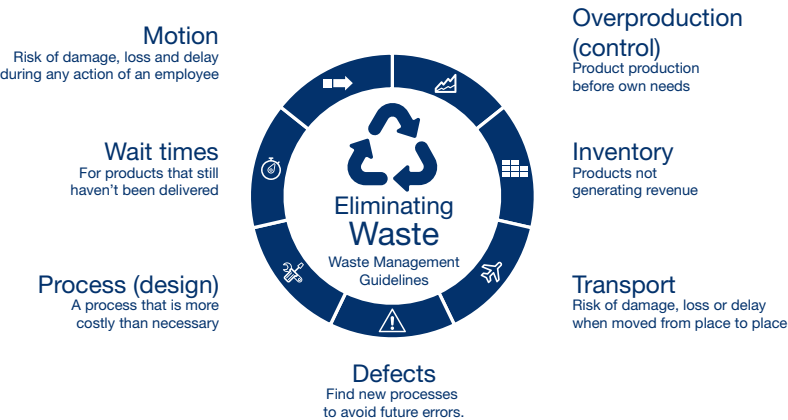 Motion
Risk of damage, loss and delay
during any action of an employee
Overproduction
(control)
Product production
before own needs
Wait times
For products that still
haven't been delivered
Inventory
Products not
generating revenue
Eliminating
Waste
Waste Management
Guidelines
Process (design)
A process that is more
costly than necessary
Transport
Risk of damage, loss or delay
when moved from place to place
Defects
Find new processes
to avoid future errors.